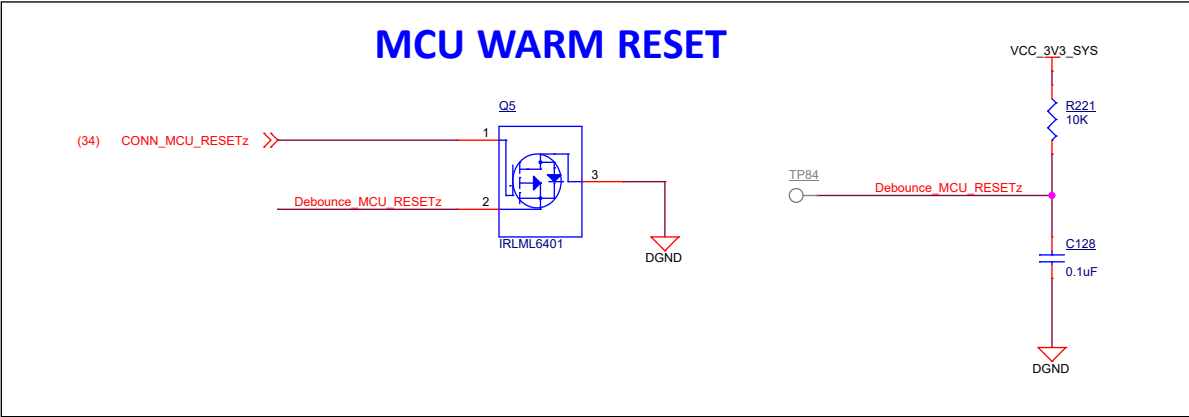 MCU WARM RESET
VCC_3V3_SYS
Q5
R221
10K
(34) CONN_MCU_RESETz
1
3
TP84
Debounce_MCU_RESETz
Debounce_MCU_RESETz
2
IRLML6401
DGND
C128
0.1uF
DGND